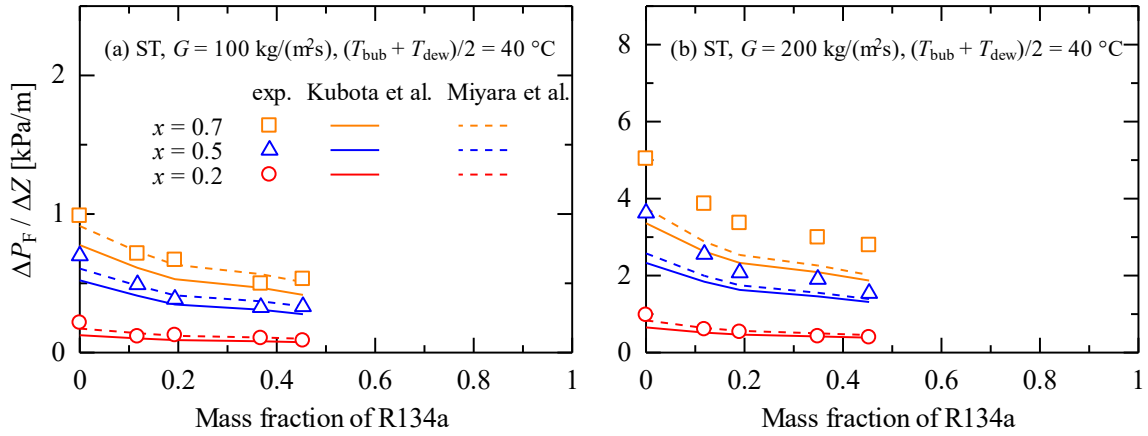 (a) ST, G = 100 kg/(m²s), (Tbub + Tdew)/2 = 40 °C
exp. Kubota et al. Miyara et al.
x = 0.7
x = 0.5
x = 0.2
ΔPF / ΔZ [kPa/m]
2
1
0
0 0.2 0.4 0.6 0.8 1
Mass fraction of R134a
(b) ST, G = 200 kg/(m²s), (Tbub + Tdew)/2 = 40 °C
8
6
4
2
0
0 0.2 0.4 0.6 0.8 1
Mass fraction of R134a